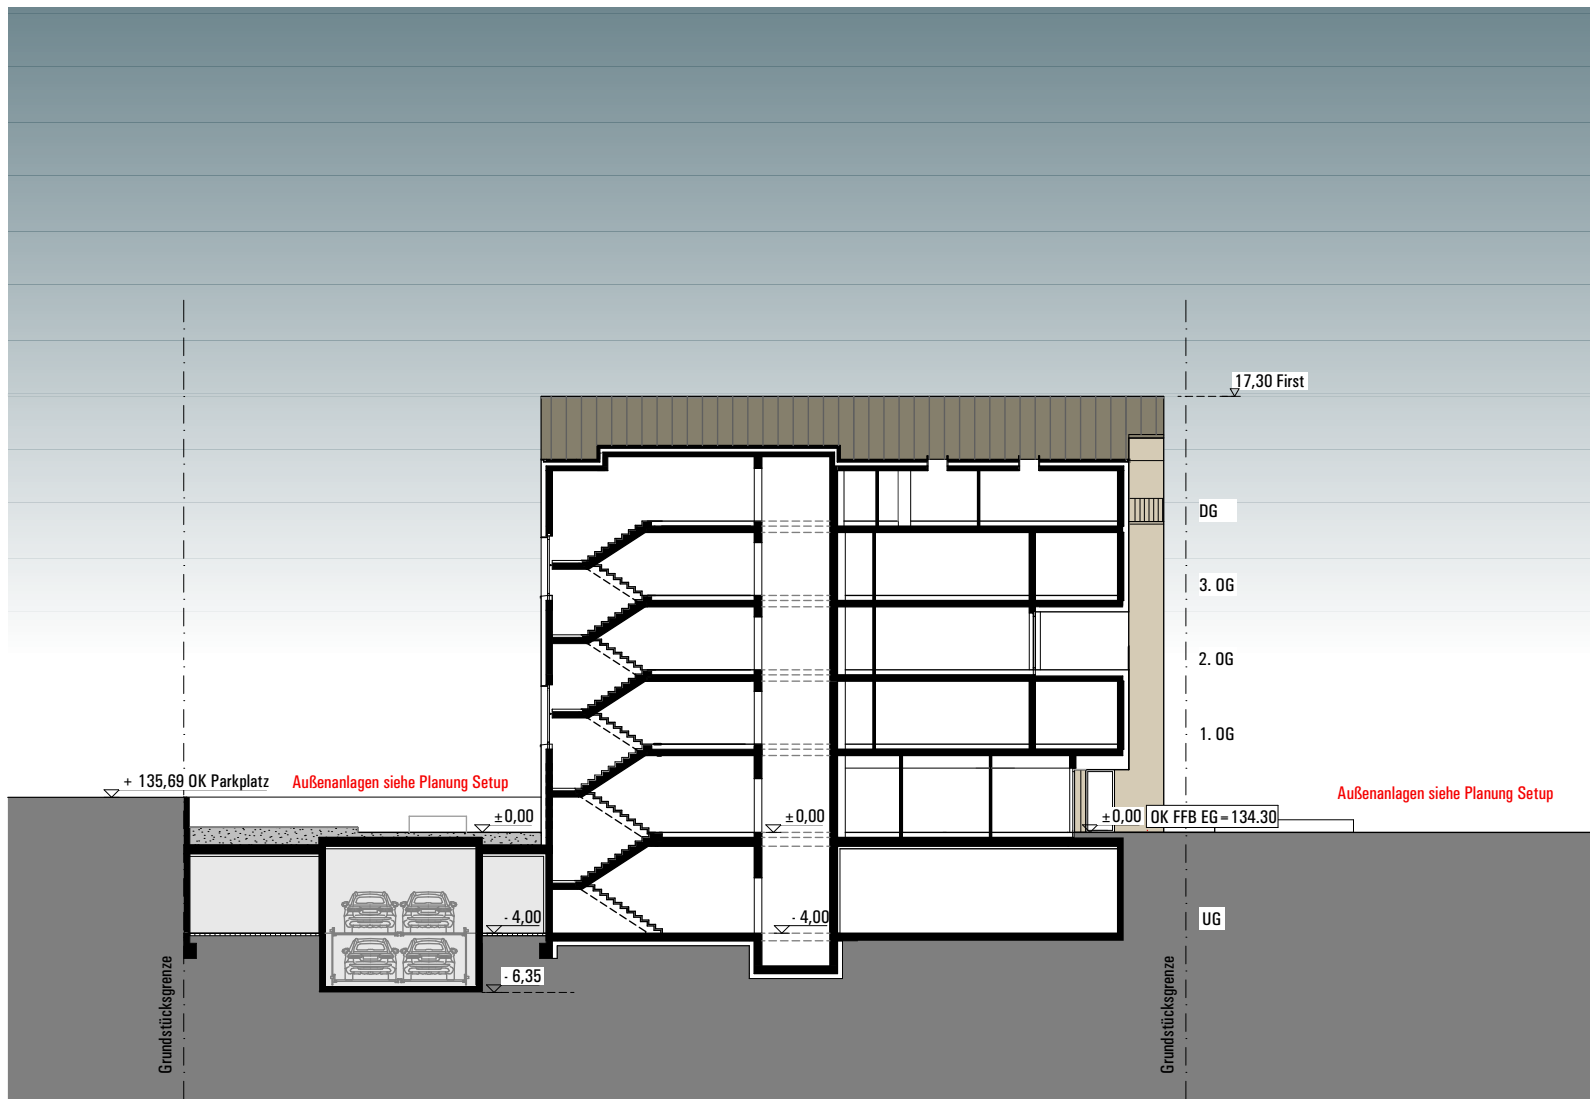 17,30 First
DG
3. OG
2. OG
1. OG
+ 135,69 OK Parkplatz
Außenanlagen siehe Planung Setup
Außenanlagen siehe Planung Setup
±0,00
±0,00
±0,00
OK FFB EG = 134.30
- 4,00
- 4,00
UG
- 6,35
Grundstücksgrenze
Grundstücksgrenze